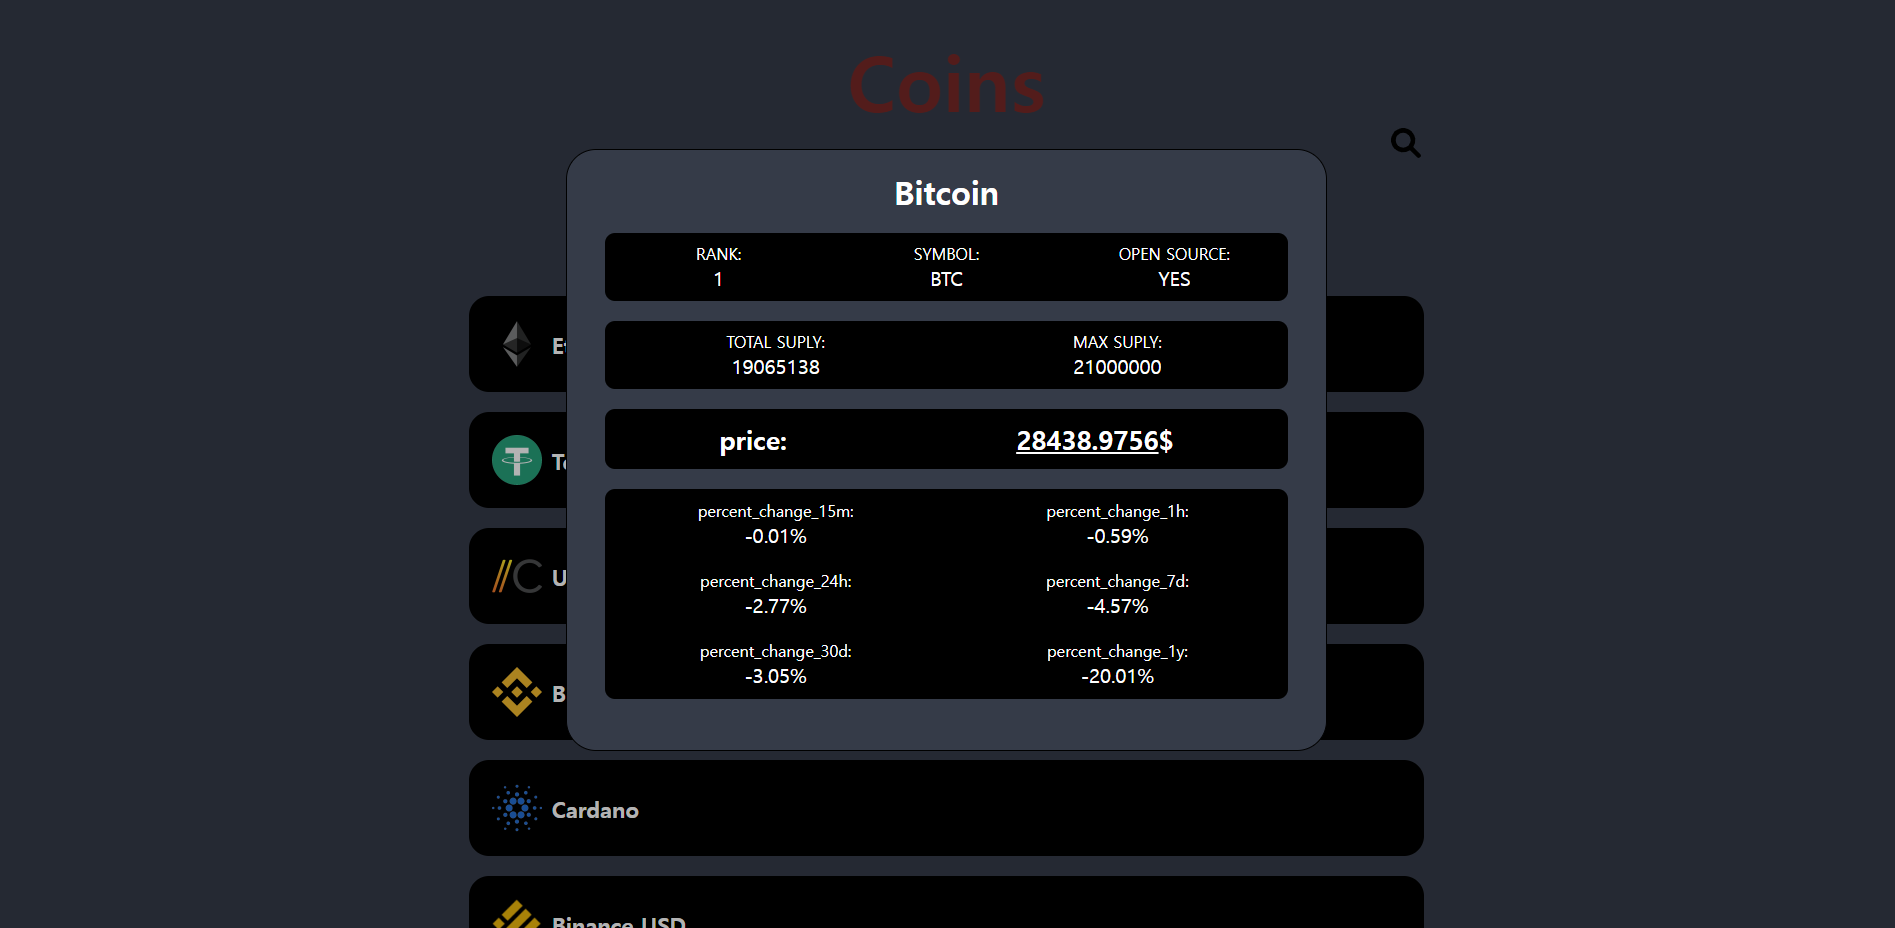 Coins
Bitcoin
RANK: SYMBOL: OPEN SOURCE:
1 BTC YES
TOTAL SUPLY: MAX SUPLY:
19065138 21000000
price: 28438.9756$
percent_change_15m: percent_change_1h:
-0.01% -0.59%
percent_change_24h: percent_change_7d:
-2.77% -4.57%
percent_change_30d: percent_change_1y:
-3.05% -20.01%
Cardano
Binance USD